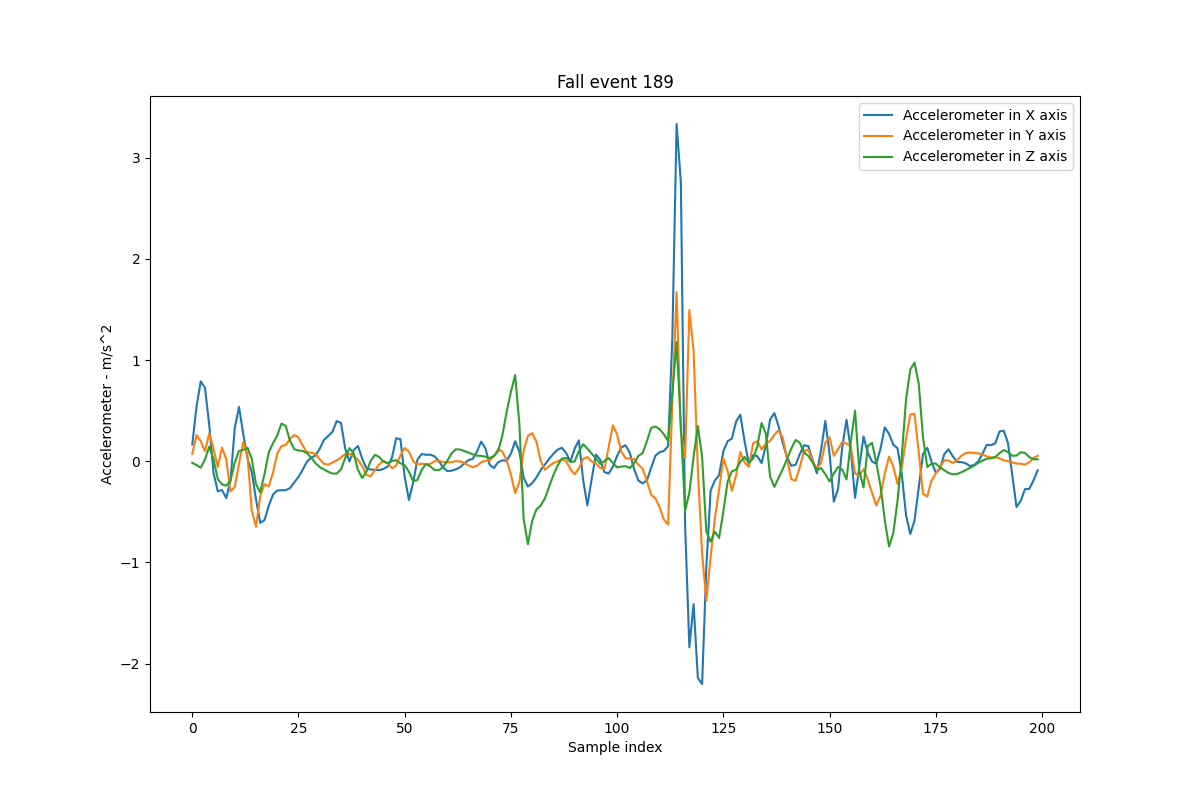 Fall event 189
Accelerometer in X axis
Accelerometer in Y axis
Accelerometer in Z axis
Accelerometer - m/s^2
3
2
1
0
−1
−2
0 25 50 75 100 125 150 175 200
Sample index